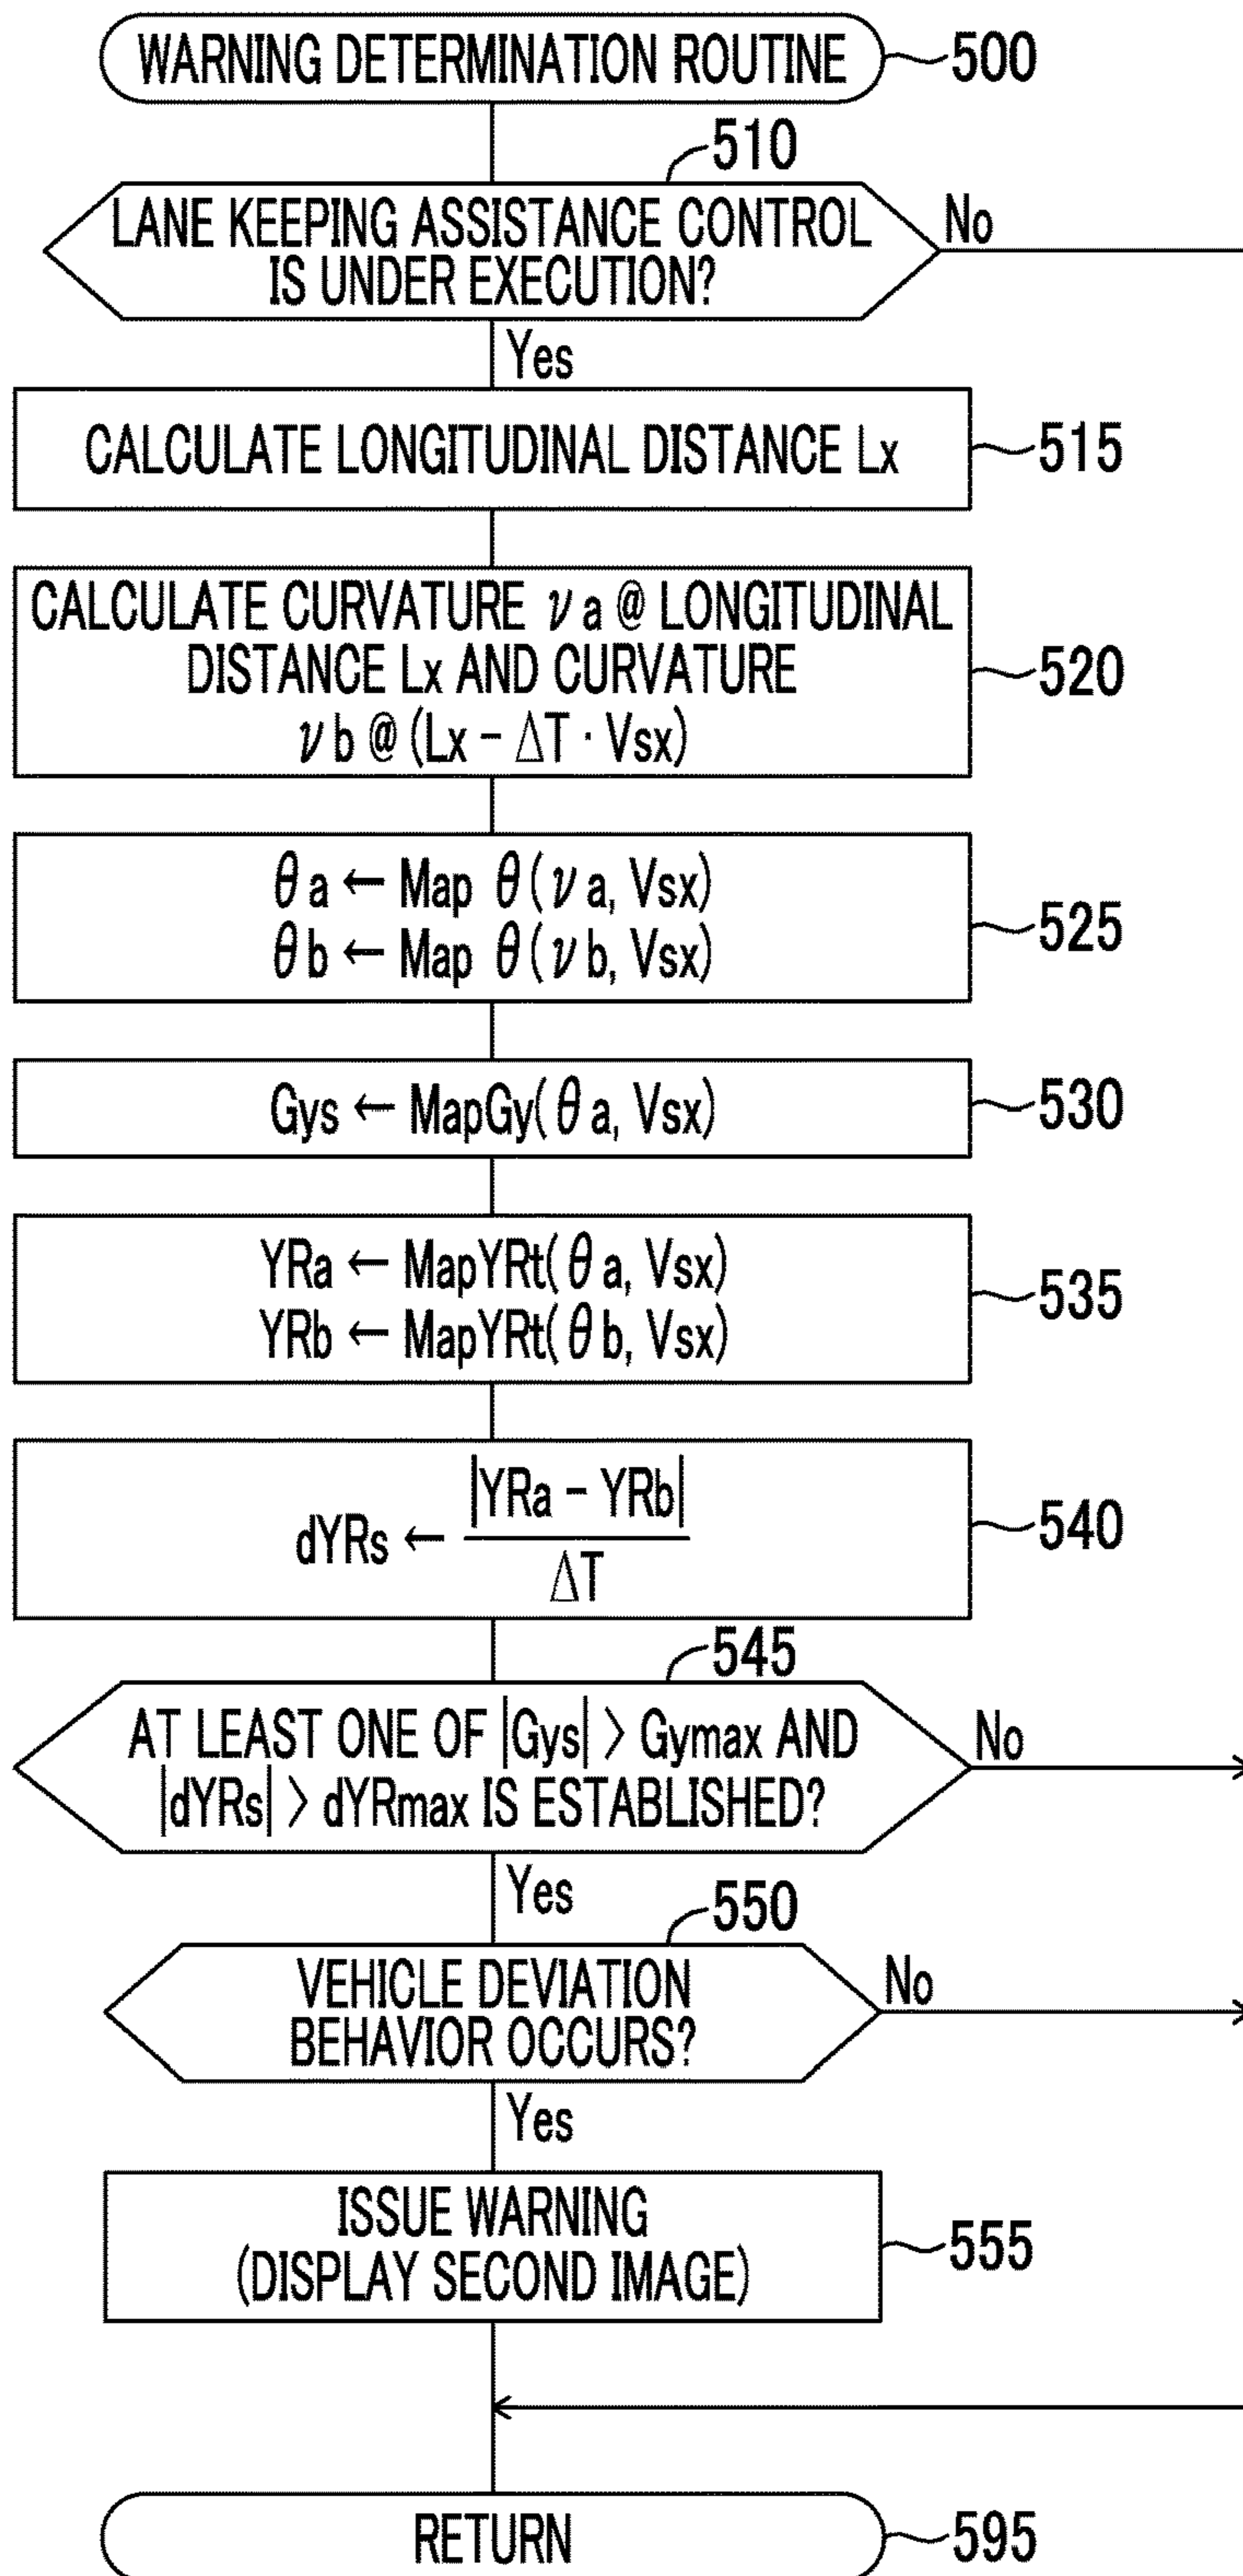 WARNING DETERMINATION ROUTINE
500
510
LANE KEEPING ASSISTANCE CONTROL
IS UNDER EXECUTION?
No
Yes
CALCULATE LONGITUDINAL DISTANCE Lx
515
CALCULATE CURVATURE νa @ LONGITUDINAL
DISTANCE Lx AND CURVATURE
νb @ (Lx - ΔT · Vsx)
520
θa ← Map θ(νa, Vsx)
θb ← Map θ(νb, Vsx)
525
Gys ← MapGy(θa, Vsx)
530
YRa ← MapYRt(θa, Vsx)
YRb ← MapYRt(θb, Vsx)
535
|YRa - YRb|
dYRs ←
ΔT
540
545
AT LEAST ONE OF |Gys| > Gymax AND
|dYRs| > dYRmax IS ESTABLISHED?
No
Yes
550
VEHICLE DEVIATION
BEHAVIOR OCCURS?
No
Yes
ISSUE WARNING
(DISPLAY SECOND IMAGE)
555
RETURN
595